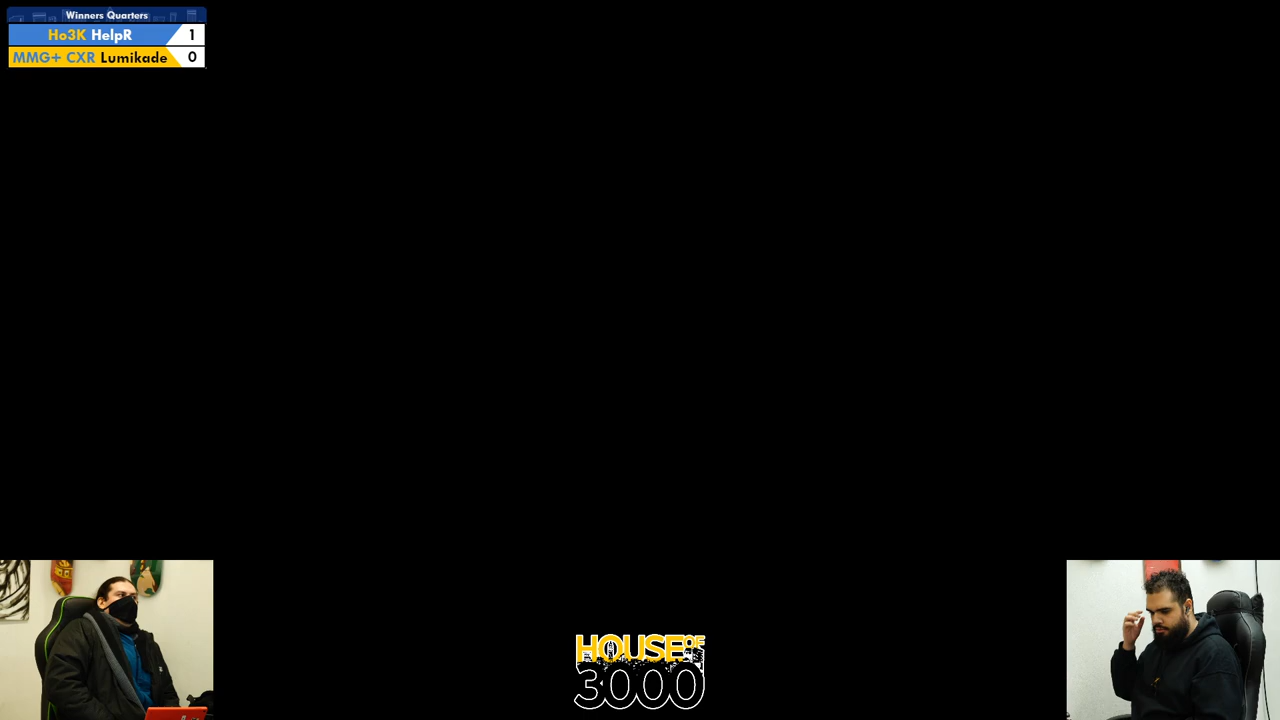 Winners Quarters
Ho3K HelpR 1
MMG+ CXR Lumikade 0
HOUSE OF
3000